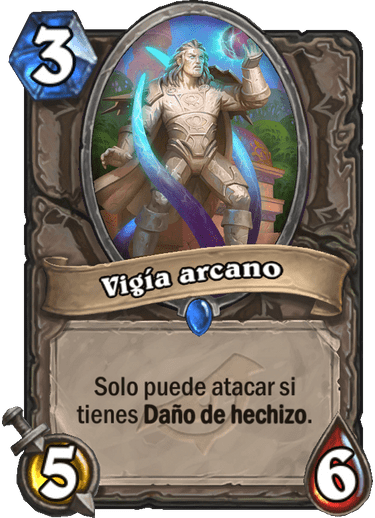 3
Vigía arcano
Solo puede atacar si
tienes Daño de hechizo.
5
6